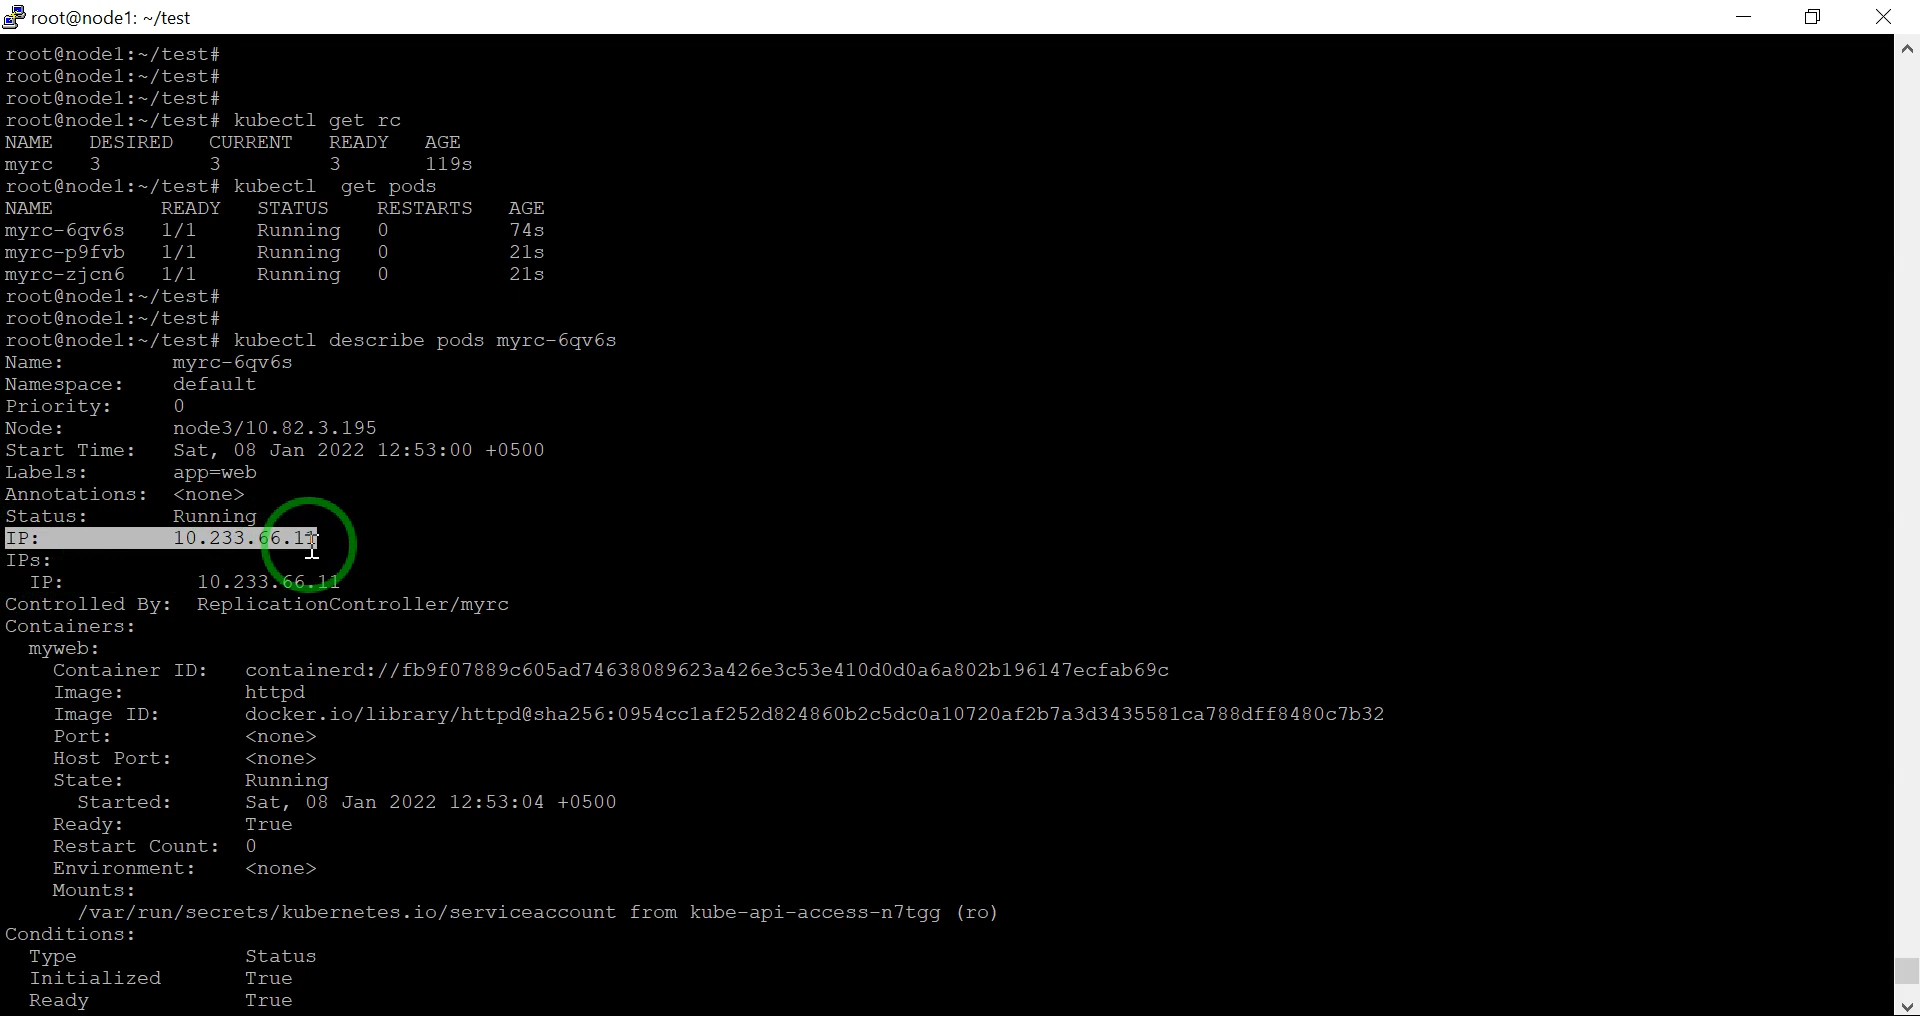 root@node1: ~/test
root@node1:~/test#
root@node1:~/test#
root@node1:~/test#
root@node1:~/test# kubectl get rc
NAME   DESIRED   CURRENT   READY   AGE
myrc   3         3         3       119s
root@node1:~/test# kubectl  get pods
NAME         READY   STATUS    RESTARTS   AGE
myrc-6qv6s   1/1     Running   0          74s
myrc-p9fvb   1/1     Running   0          21s
myrc-zjcn6   1/1     Running   0          21s
root@node1:~/test#
root@node1:~/test#
root@node1:~/test# kubectl describe pods myrc-6qv6s
Name:         myrc-6qv6s
Namespace:    default
Priority:     0
Node:         node3/10.82.3.195
Start Time:   Sat, 08 Jan 2022 12:53:00 +0500
Labels:       app=web
Annotations:  <none>
Status:       Running
IP:           10.233.66.11
IPs:
  IP:           10.233.66.11
Controlled By:  ReplicationController/myrc
Containers:
  myweb:
    Container ID:   containerd://fb9f07889c605ad74638089623a426e3c53e410d0d0a6a802b196147ecfab69c
    Image:          httpd
    Image ID:       docker.io/library/httpd@sha256:0954cc1af252d824860b2c5dc0a10720af2b7a3d3435581ca788dff8480c7b32
    Port:           <none>
    Host Port:      <none>
    State:          Running
      Started:      Sat, 08 Jan 2022 12:53:04 +0500
    Ready:          True
    Restart Count:  0
    Environment:    <none>
    Mounts:
      /var/run/secrets/kubernetes.io/serviceaccount from kube-api-access-n7tgg (ro)
Conditions:
  Type              Status
  Initialized       True
  Ready             True